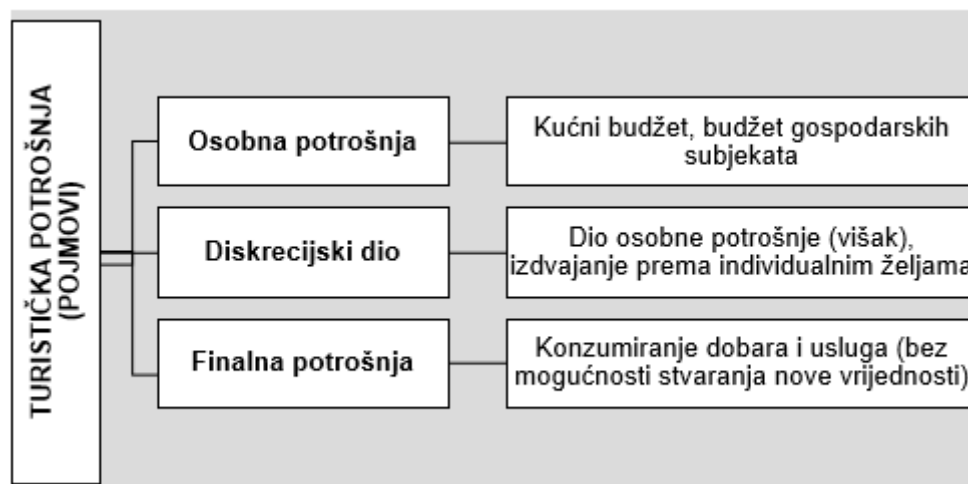 TURISTIČKA POTROŠNJA
(POJMOVI)
Osobna potrošnja
Kućni budžet, budžet gospodarskih
subjekata
Diskrecijski dio
Dio osobne potrošnje (višak),
izdvajanje prema individualnim željama
Finalna potrošnja
Konzumiranje dobara i usluga (bez
mogućnosti stvaranja nove vrijednosti)